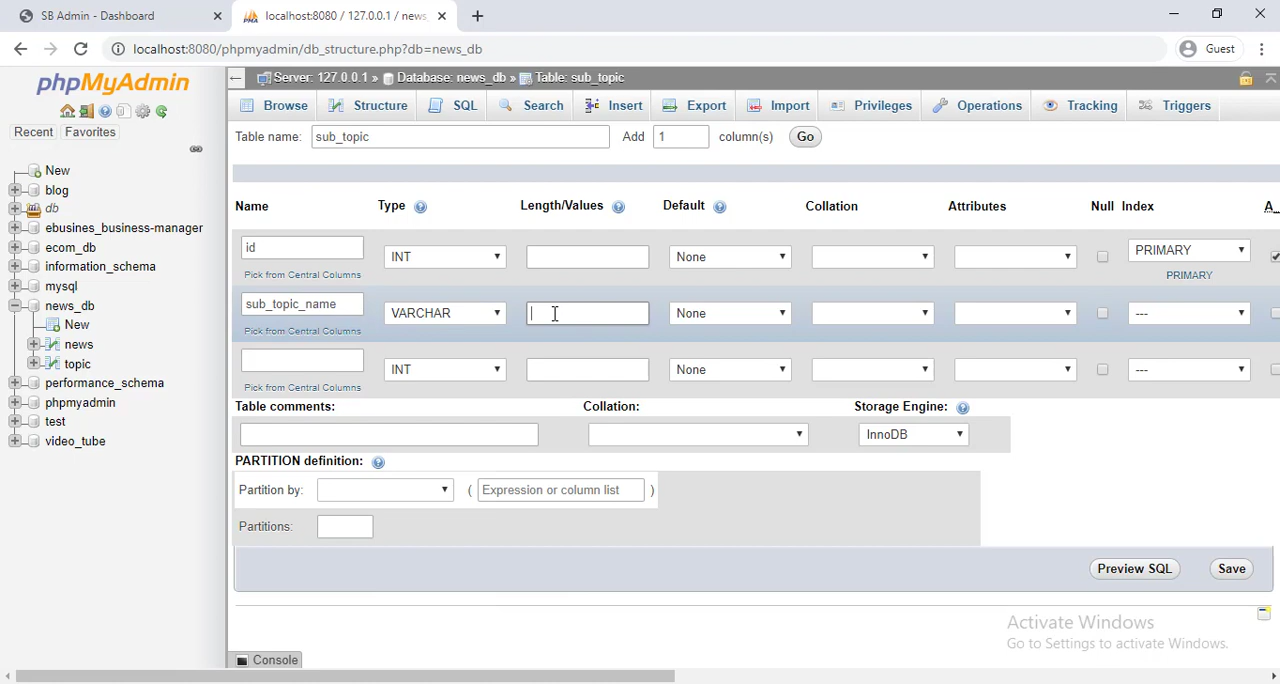 SB Admin - Dashboard
localhost:8080 / 127.0.0.1 / news_
localhost:8080/phpmyadmin/db_structure.php?db=news_db
Guest
phpMyAdmin
Recent
Favorites
New
blog
db
ebusines_business-manager
ecom_db
information_schema
mysql
news_db
New
news
topic
performance_schema
phpmyadmin
test
video_tube
Server: 127.0.0.1 » Database: news_db » Table: sub_topic
Browse Structure SQL Search Insert Export Import Privileges Operations Tracking Triggers
Table name: sub_topic Add 1 column(s) Go
Name Type Length/Values Default Collation Attributes Null Index A_
id INT None PRIMARY
Pick from Central Columns PRIMARY
sub_topic_name VARCHAR None ---
Pick from Central Columns
INT None ---
Pick from Central Columns
Table comments: Collation: Storage Engine:
InnoDB
PARTITION definition:
Partition by: ( Expression or column list )
Partitions:
Preview SQL Save
Activate Windows
Go to Settings to activate Windows.
Console